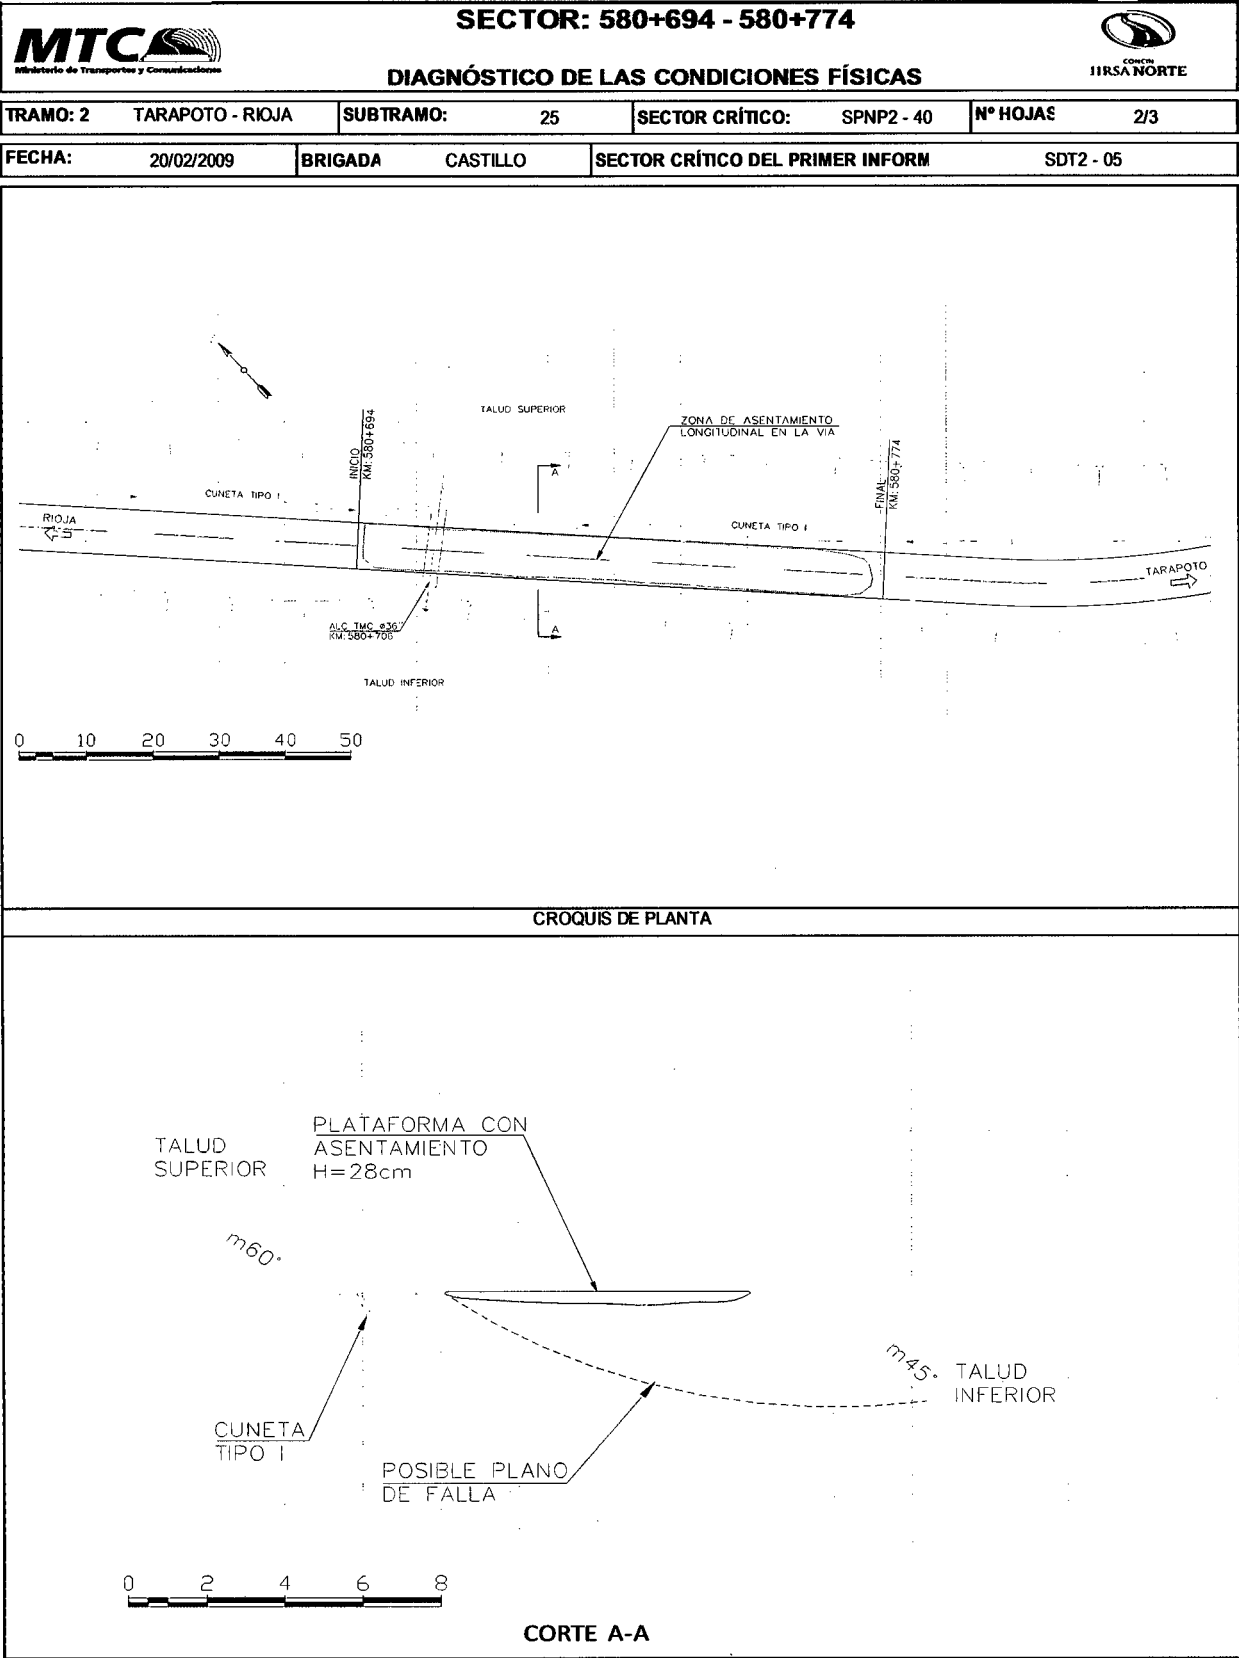 MTC
Ministerio de Transportes y Comunicaciones
SECTOR: 580+694 - 580+774
DIAGNÓSTICO DE LAS CONDICIONES FÍSICAS
CONCIN
IIRSA NORTE
TRAMO: 2 TARAPOTO - RIOJA SUBTRAMO: 25 SECTOR CRÍTICO: SPNP2 - 40 Nº HOJAS 2/3
FECHA: 20/02/2009 BRIGADA CASTILLO SECTOR CRÍTICO DEL PRIMER INFORM SDT2 - 05
TALUD SUPERIOR
ZONA DE ASENTAMIENTO
LONGITUDINAL EN LA VIA
INICIO
KM: 580+694
FINAL
KM: 580+774
A
CUNETA TIPO I
CUNETA TIPO I
RIOJA
TARAPOTO
ALC TMC ø36"
KM: 580+706
A
TALUD INFERIOR
0 10 20 30 40 50
CROQUIS DE PLANTA
PLATAFORMA CON
ASENTAMIENTO
H=28cm
TALUD
SUPERIOR
m60°
m45°
TALUD
INFERIOR
CUNETA
TIPO I
POSIBLE PLANO
DE FALLA
0 2 4 6 8
CORTE A-A